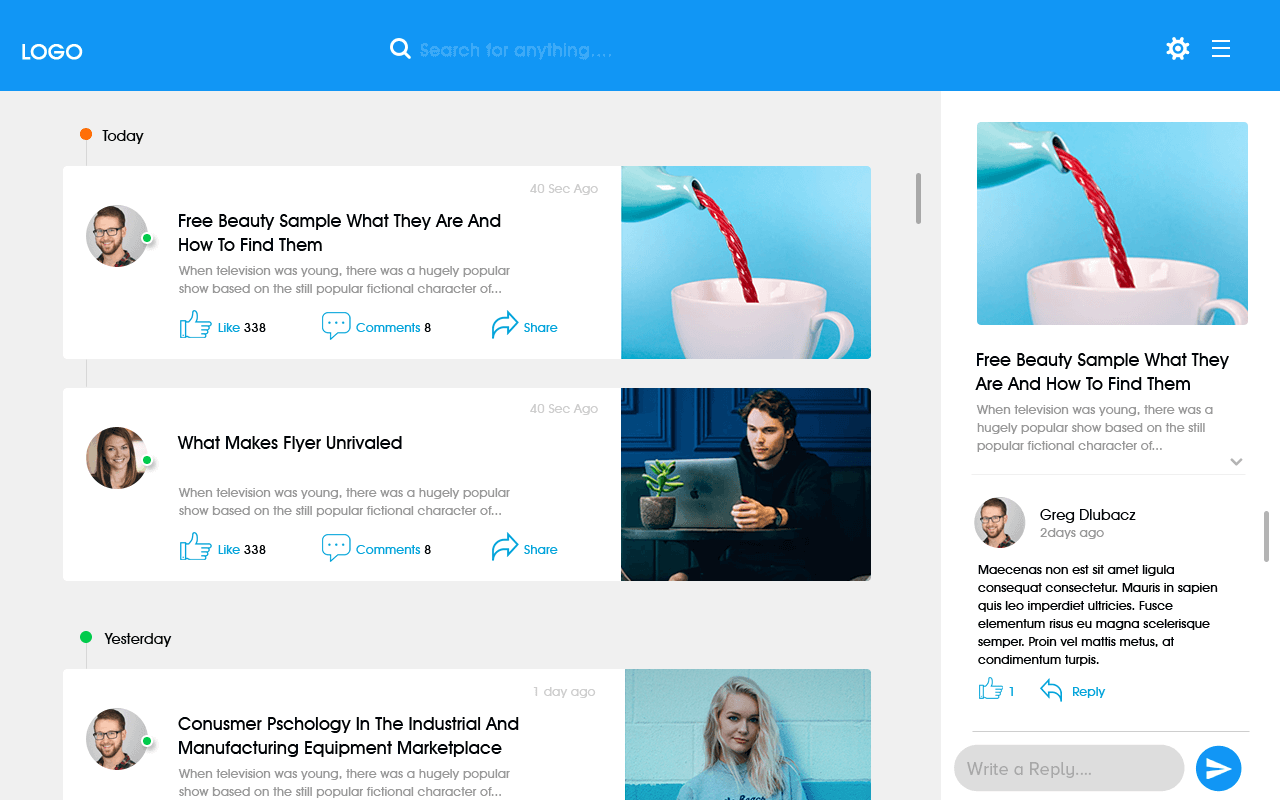 LOGO
Search for anything....
Today
40 Sec Ago
Free Beauty Sample What They Are And
How To Find Them
When television was young, there was a hugely popular
show based on the still popular fictional character of...
Like 338
Comments 8
Share
40 Sec Ago
What Makes Flyer Unrivaled
When television was young, there was a hugely popular
show based on the still popular fictional character of...
Like 338
Comments 8
Share
Yesterday
1 day ago
Conusmer Pschology In The Industrial And
Manufacturing Equipment Marketplace
When television was young, there was a hugely popular
show based on the still popular fictional character of...
Free Beauty Sample What They
Are And How To Find Them
When television was young, there was a
hugely popular show based on the still
popular fictional character of...
Greg Dlubacz
2days ago
Maecenas non est sit amet ligula
consequat consectetur. Mauris in sapien
quis leo imperdiet ultricies. Fusce
elementum risus eu magna scelerisque
semper. Proin vel mattis metus, at
condimentum turpis.
1
Reply
Write a Reply....